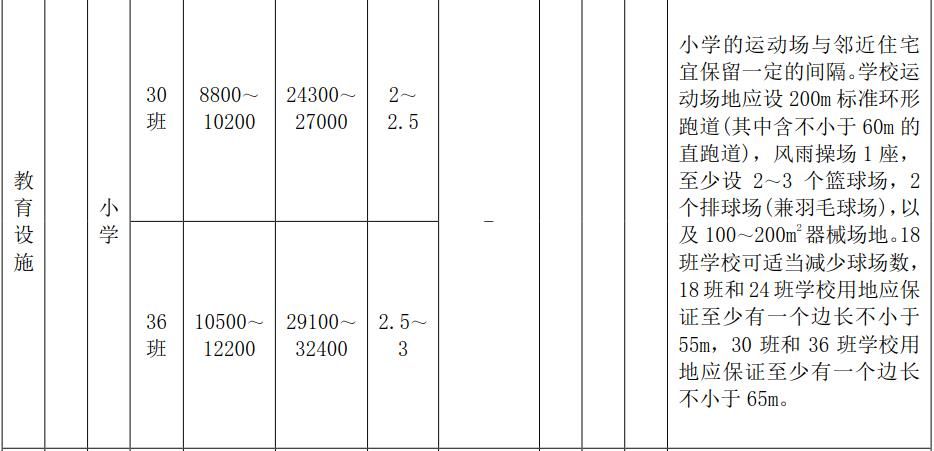 教
育
设
施
小
学
30
班
8800～
10200
24300～
27000
2～
2.5
36
班
10500～
12200
29100～
32400
2.5～
3
－
小学的运动场与邻近住宅
宜保留一定的间隔。学校运
动场地应设 200m 标准环形
跑道(其中含不小于 60m 的
直跑道)，风雨操场 1 座，
至少设 2～3 个篮球场，2
个排球场(兼羽毛球场)，以
及 100～200m²器械场地。18
班学校可适当减少球场数，
18 班和 24 班学校用地应保
证至少有一个边长不小于
55m，30 班和 36 班学校用
地应保证至少有一个边长
不小于 65m。